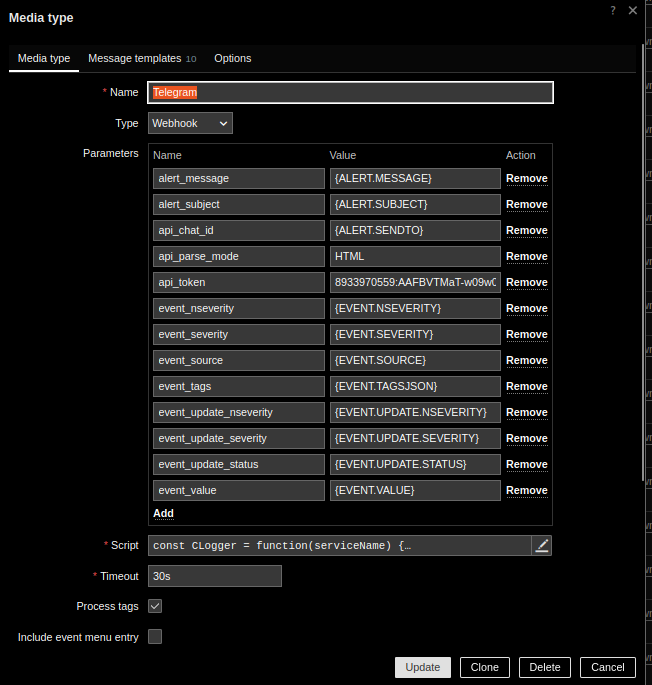 Media type
?
Media type Message templates 10 Options
* Name Telegram
Type Webhook
Parameters Name Value Action
alert_message {ALERT.MESSAGE} Remove
alert_subject {ALERT.SUBJECT} Remove
api_chat_id {ALERT.SENDTO} Remove
api_parse_mode HTML Remove
api_token 8933970559:AAFBVTMaT-w09w0 Remove
event_nseverity {EVENT.NSEVERITY} Remove
event_severity {EVENT.SEVERITY} Remove
event_source {EVENT.SOURCE} Remove
event_tags {EVENT.TAGSJSON} Remove
event_update_nseverity {EVENT.UPDATE.NSEVERITY} Remove
event_update_severity {EVENT.UPDATE.SEVERITY} Remove
event_update_status {EVENT.UPDATE.STATUS} Remove
event_value {EVENT.VALUE} Remove
Add
* Script const CLogger = function(serviceName) {…
* Timeout 30s
Process tags
Include event menu entry
Update Clone Delete Cancel